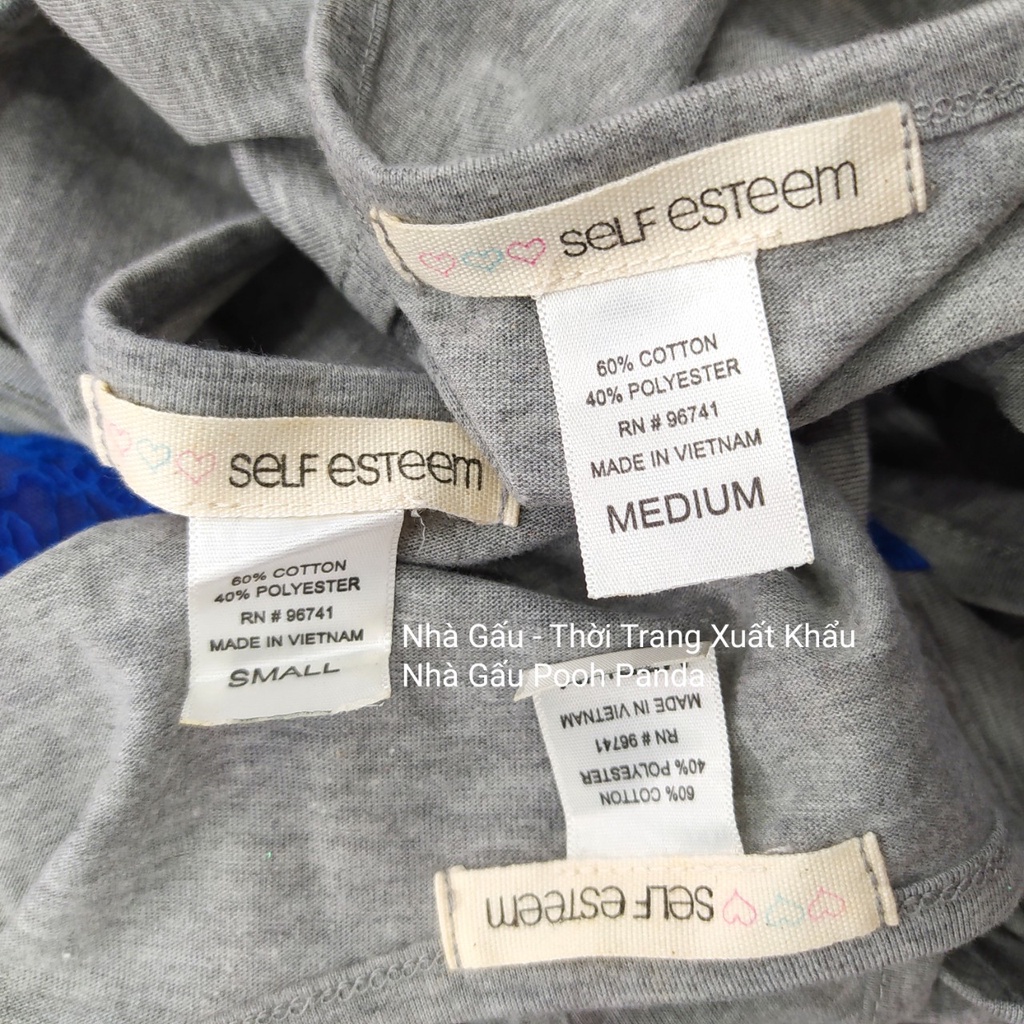 SELF ESTEEM
60% COTTON
40% POLYESTER
RN # 96741
MADE IN VIETNAM
MEDIUM
SELF ESTEEM
60% COTTON
40% POLYESTER
RN # 96741
MADE IN VIETNAM
SMALL
Nhà Gấu - Thời Trang Xuất Khẩu
Nhà Gấu Pooh Panda
SELF ESTEEM
60% COTTON
40% POLYESTER
RN # 96741
MADE IN VIETNAM